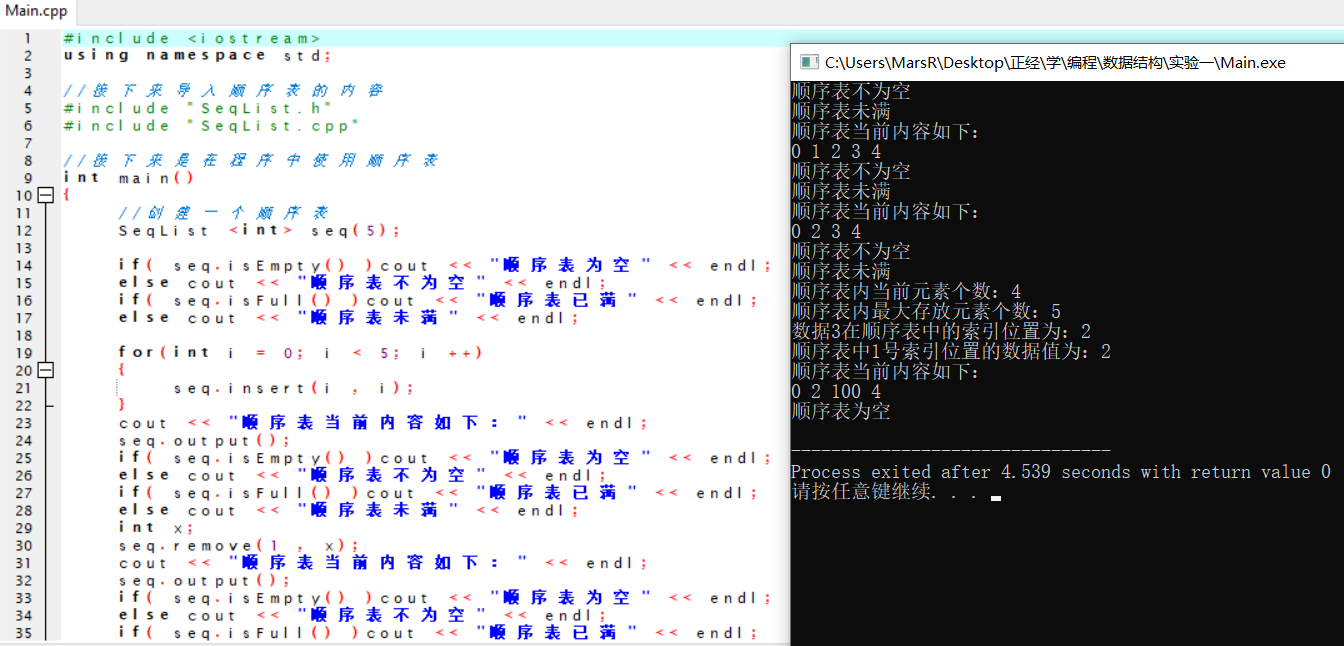 Main.cpp
1 #include <iostream>
2 using namespace std;
3
4 //接下来导入顺序表的内容
5 #include "SeqList.h"
6 #include "SeqList.cpp"
7
8 //接下来是在程序中使用顺序表
9 int main()
10 {
11 //创建一个顺序表
12 SeqList <int> seq(5);
13
14 if( seq.isEmpty() )cout << "顺序表为空" << endl;
15 else cout << "顺序表不为空" << endl;
16 if( seq.isFull() )cout << "顺序表已满" << endl;
17 else cout << "顺序表未满" << endl;
18
19 for(int i = 0; i < 5; i ++)
20 {
21 seq.insert(i , i);
22 }
23 cout << "顺序表当前内容如下: " << endl;
24 seq.output();
25 if( seq.isEmpty() )cout << "顺序表为空" << endl;
26 else cout << "顺序表不为空" << endl;
27 if( seq.isFull() )cout << "顺序表已满" << endl;
28 else cout << "顺序表未满" << endl;
29 int x;
30 seq.remove(1 , x);
31 cout << "顺序表当前内容如下: " << endl;
32 seq.output();
33 if( seq.isEmpty() )cout << "顺序表为空" << endl;
34 else cout << "顺序表不为空" << endl;
35 if( seq.isFull() )cout << "顺序表已满" << endl;
C:\Users\MarsR\Desktop\正经\学\编程\数据结构\实验一\Main.exe
顺序表不为空
顺序表未满
顺序表当前内容如下:
0 1 2 3 4
顺序表不为空
顺序表未满
顺序表当前内容如下:
0 2 3 4
顺序表不为空
顺序表未满
顺序表内当前元素个数: 4
顺序表内最大存放元素个数: 5
数据3在顺序表中的索引位置为: 2
顺序表中1号索引位置的数据值为: 2
顺序表当前内容如下:
0 2 100 4
顺序表为空
--------------------------------
Process exited after 4.539 seconds with return value 0
请按任意键继续. . .